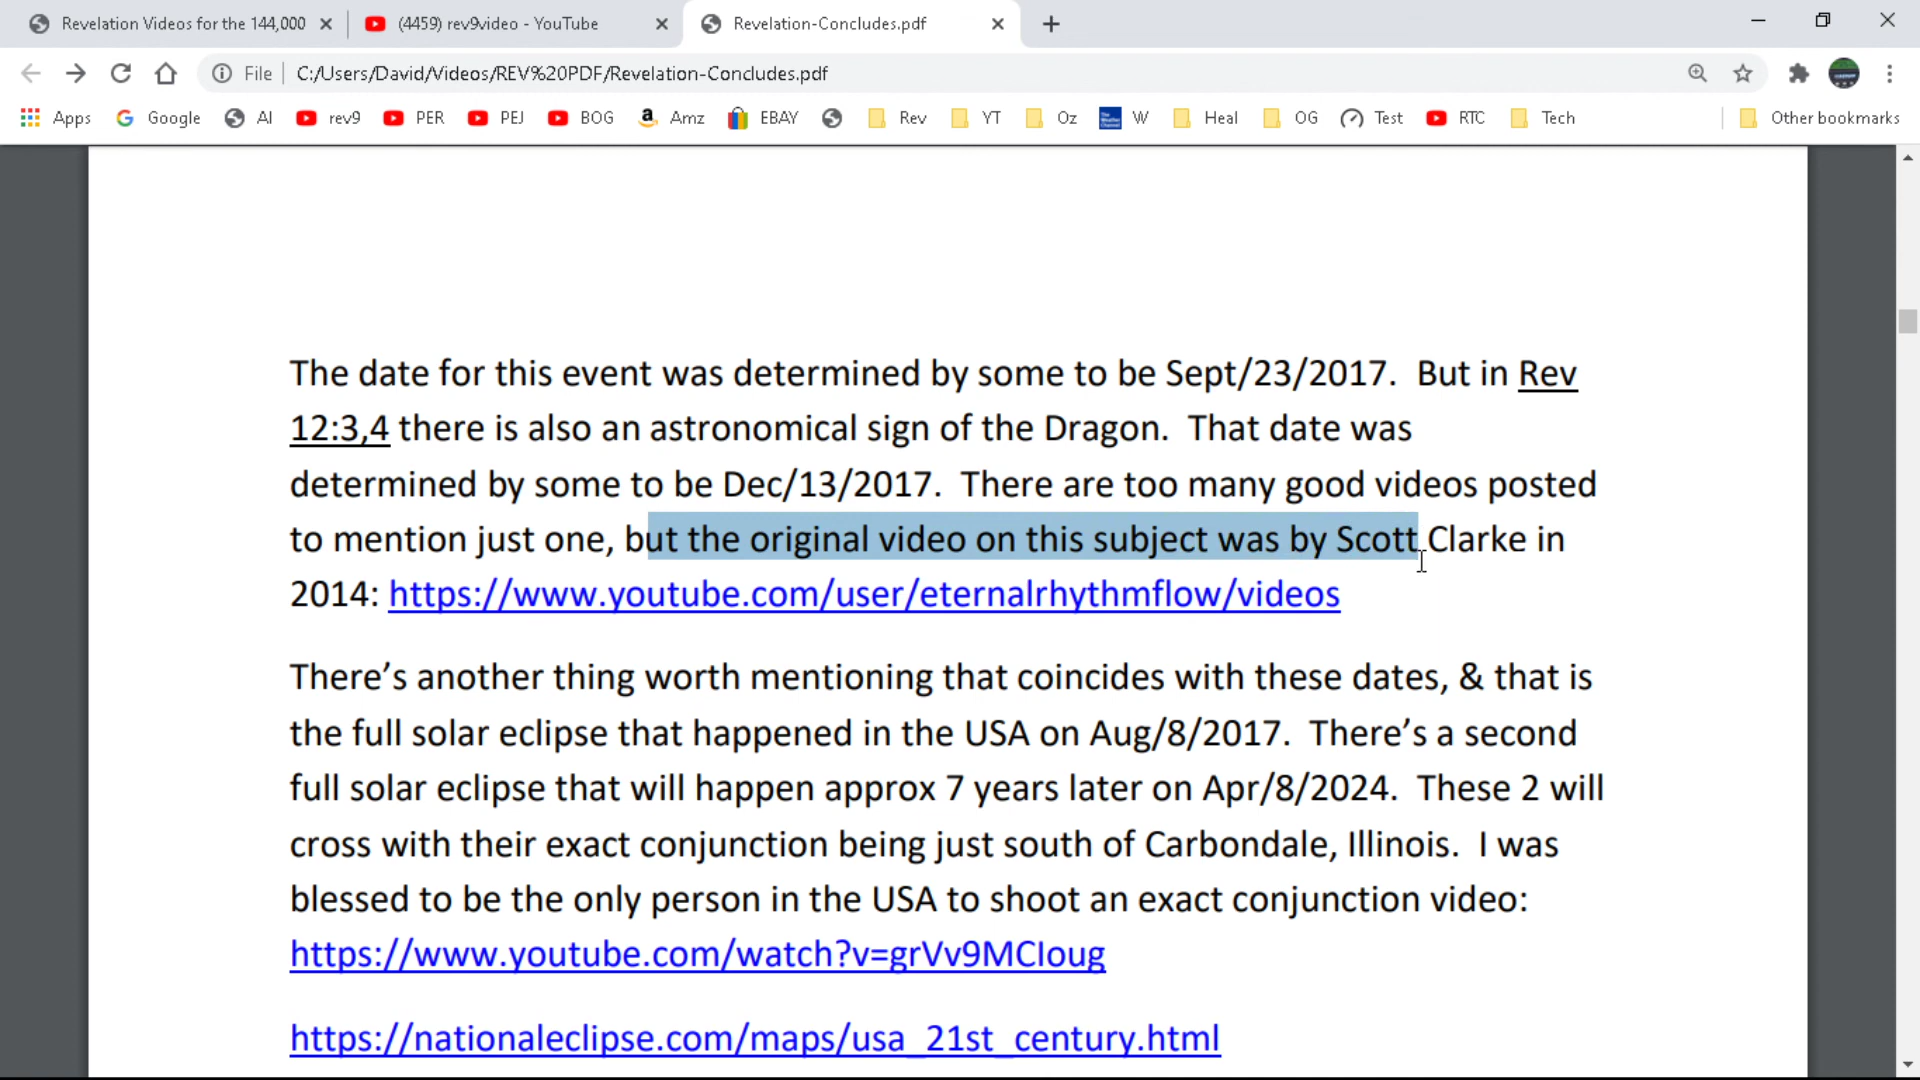 Revelation Videos for the 144,000
(4459) rev9video - YouTube
Revelation-Concludes.pdf
File
C:/Users/David/Videos/REV%20PDF/Revelation-Concludes.pdf
Apps Google AI rev9 PER PEJ BOG Amz EBAY Rev YT Oz W Heal OG Test RTC Tech Other bookmarks
The date for this event was determined by some to be Sept/23/2017. But in Rev
12:3,4 there is also an astronomical sign of the Dragon. That date was
determined by some to be Dec/13/2017. There are too many good videos posted
to mention just one, but the original video on this subject was by Scott Clarke in
2014: https://www.youtube.com/user/eternalrhythmflow/videos
There’s another thing worth mentioning that coincides with these dates, & that is
the full solar eclipse that happened in the USA on Aug/8/2017. There’s a second
full solar eclipse that will happen approx 7 years later on Apr/8/2024. These 2 will
cross with their exact conjunction being just south of Carbondale, Illinois. I was
blessed to be the only person in the USA to shoot an exact conjunction video:
https://www.youtube.com/watch?v=grVv9MCIoug
https://nationaleclipse.com/maps/usa_21st_century.html